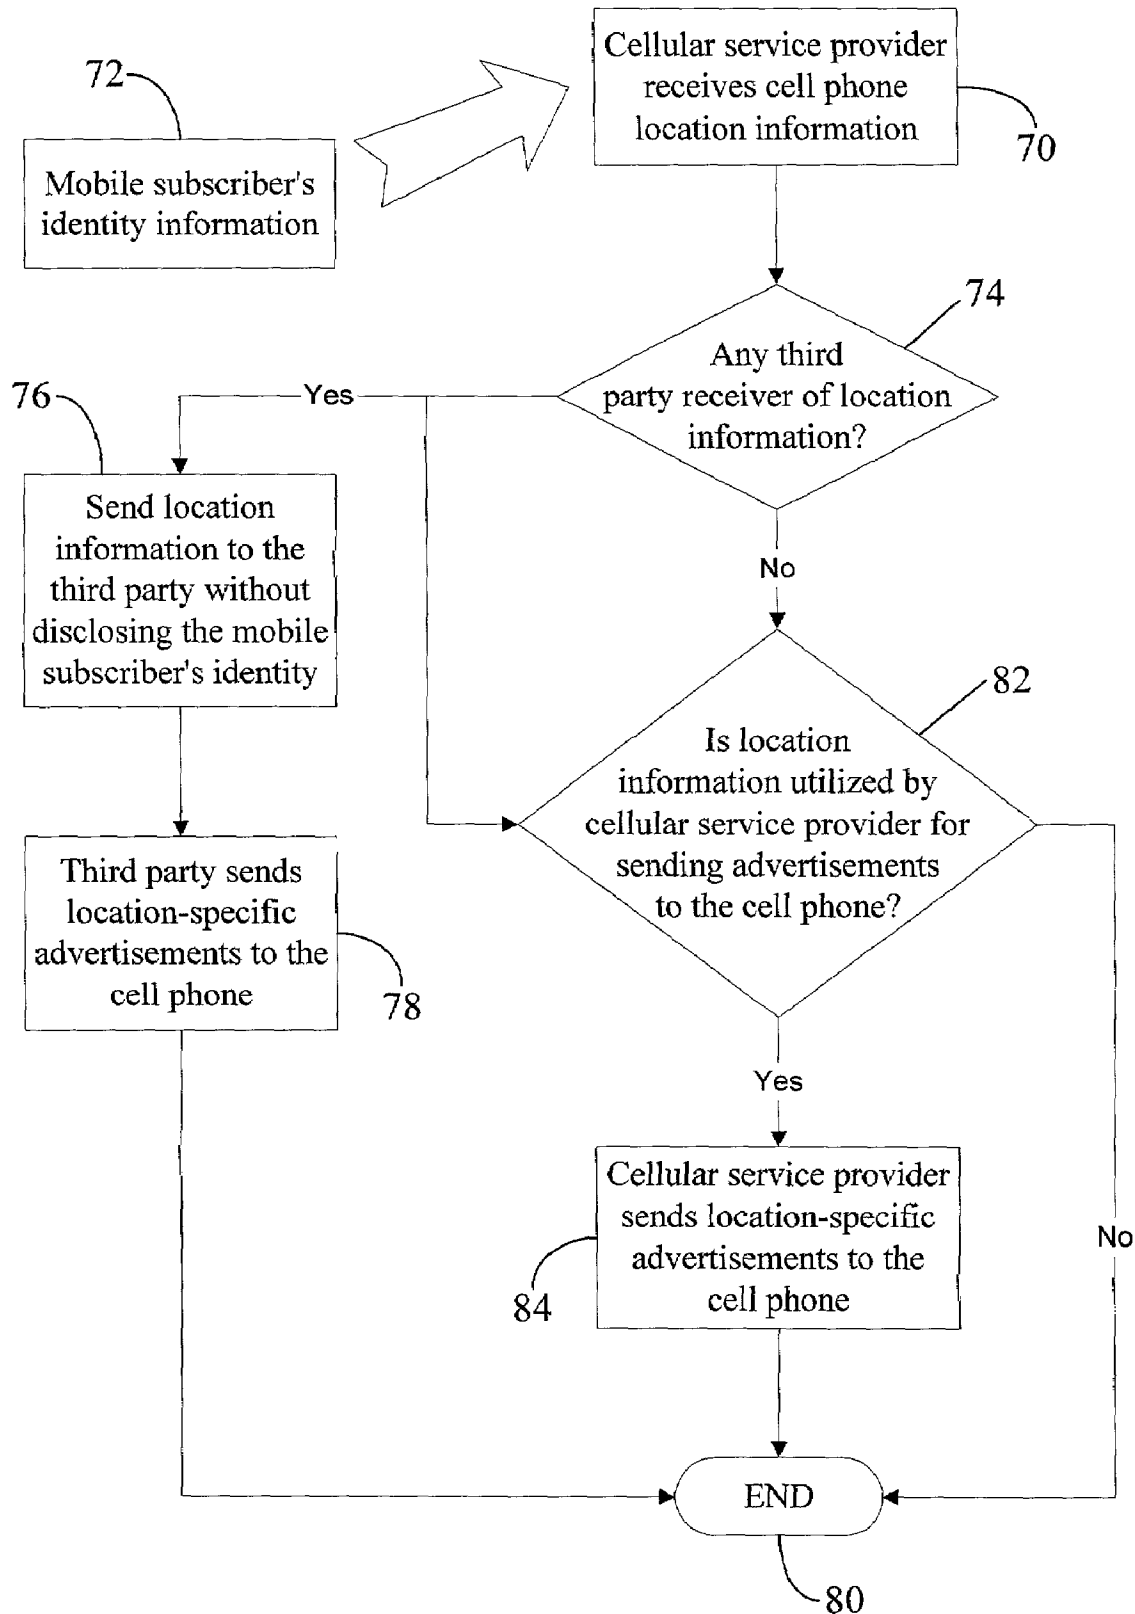 Cellular service provider
receives cell phone
location information
70
72
Mobile subscriber's
identity information
74
Any third
party receiver of location
information?
Yes
76
Send location
information to the
third party without
disclosing the mobile
subscriber's identity
No
82
Is location
information utilized by
cellular service provider for
sending advertisements
to the cell phone?
Third party sends
location-specific
advertisements to the
cell phone
78
Yes
Cellular service provider
sends location-specific
advertisements to the
cell phone
84
No
END
80